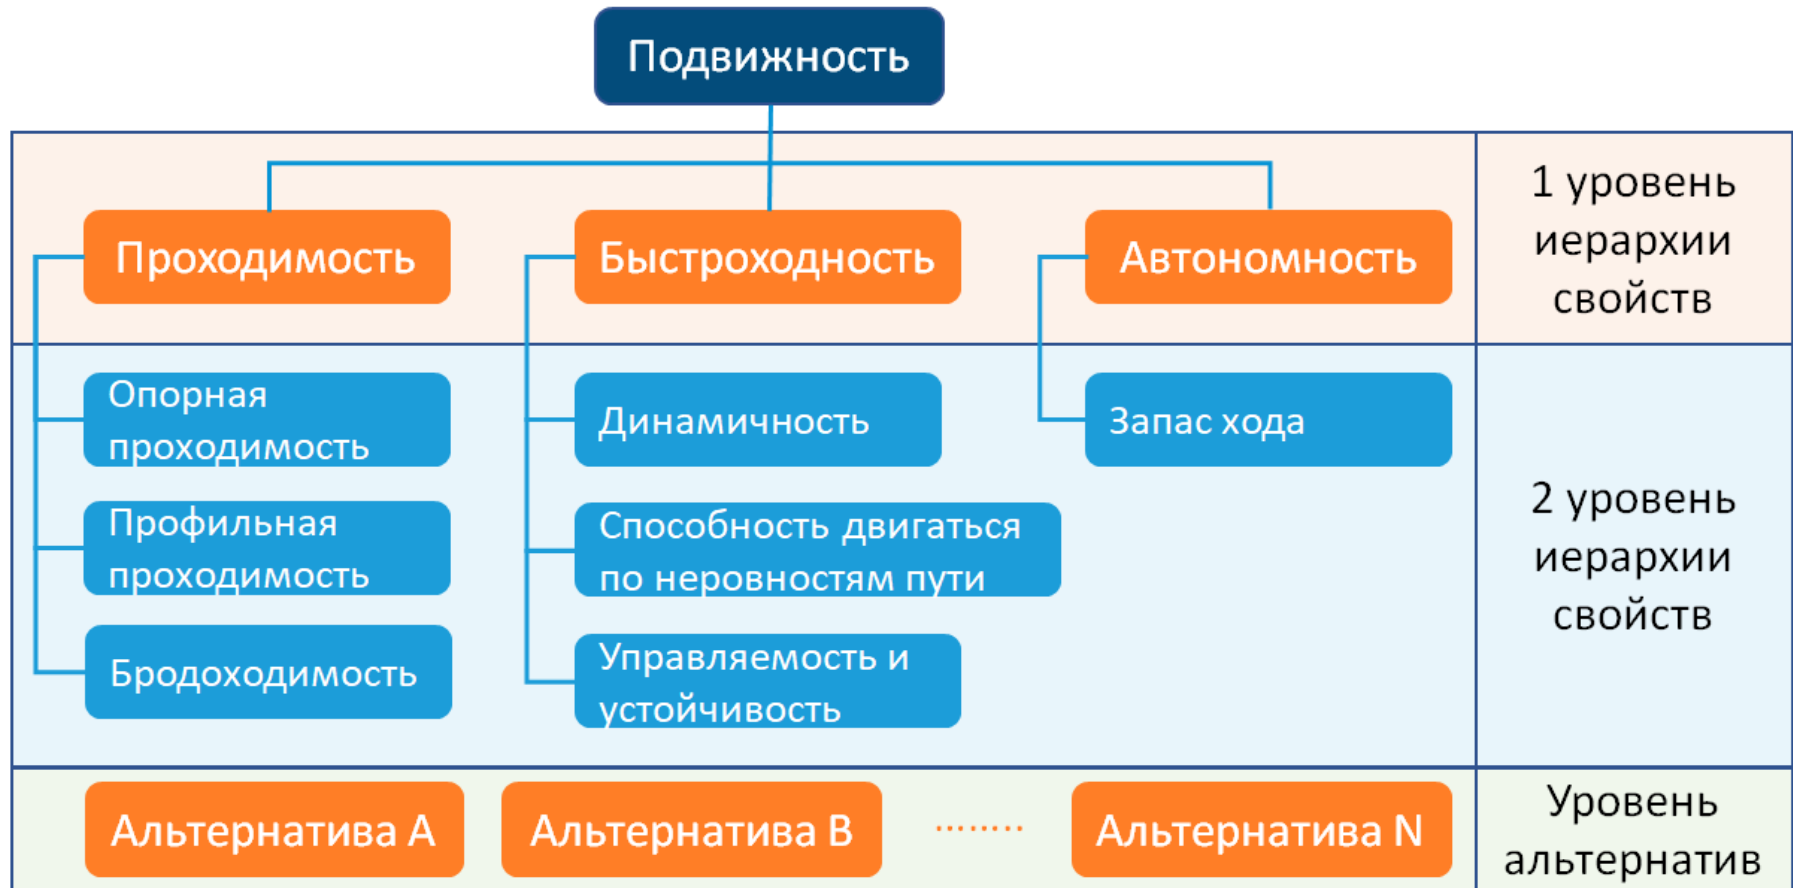 Подвижность
Проходимость
Быстроходность
Автономность
1 уровень
иерархии
свойств
Опорная
проходимость
Динамичность
Запас хода
Профильная
проходимость
Способность двигаться
по неровностям пути
Бродоходимость
Управляемость и
устойчивость
2 уровень
иерархии
свойств
Альтернатива A
Альтернатива B
........
Альтернатива N
Уровень
альтернатив